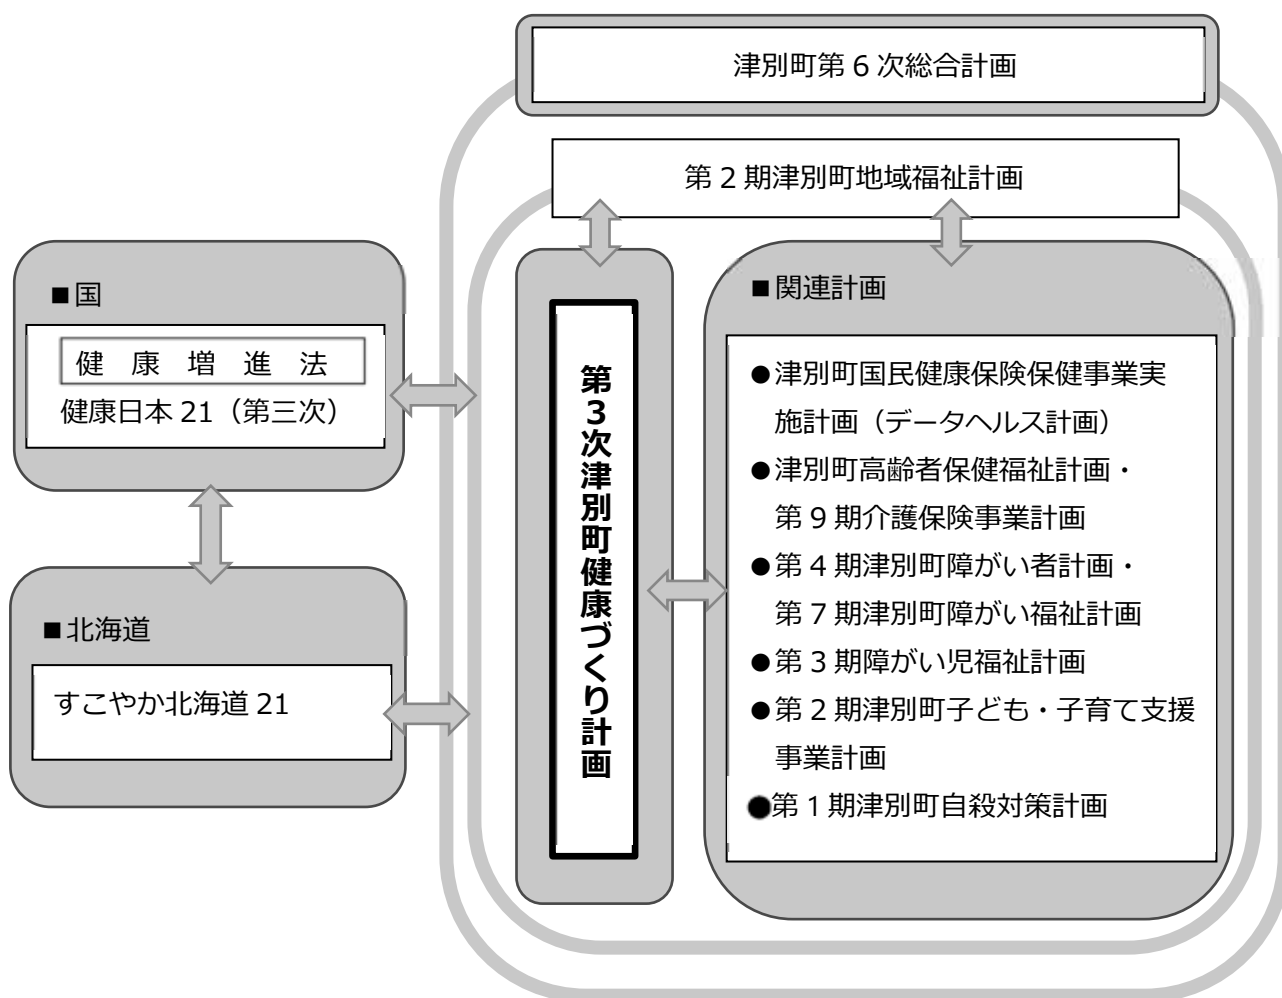 津別町第6次総合計画
第2期津別町地域福祉計画
■国
健康増進法
健康日本21（第三次）
■北海道
すこやか北海道21
第3次津別町健康づくり計画
■関連計画
●津別町国民健康保険保健事業実
施計画（データヘルス計画）
●津別町高齢者保健福祉計画・
第9期介護保険事業計画
●第4期津別町障がい者計画・
第7期津別町障がい福祉計画
●第3期障がい児福祉計画
●第2期津別町子ども・子育て支援
事業計画
●第1期津別町自殺対策計画